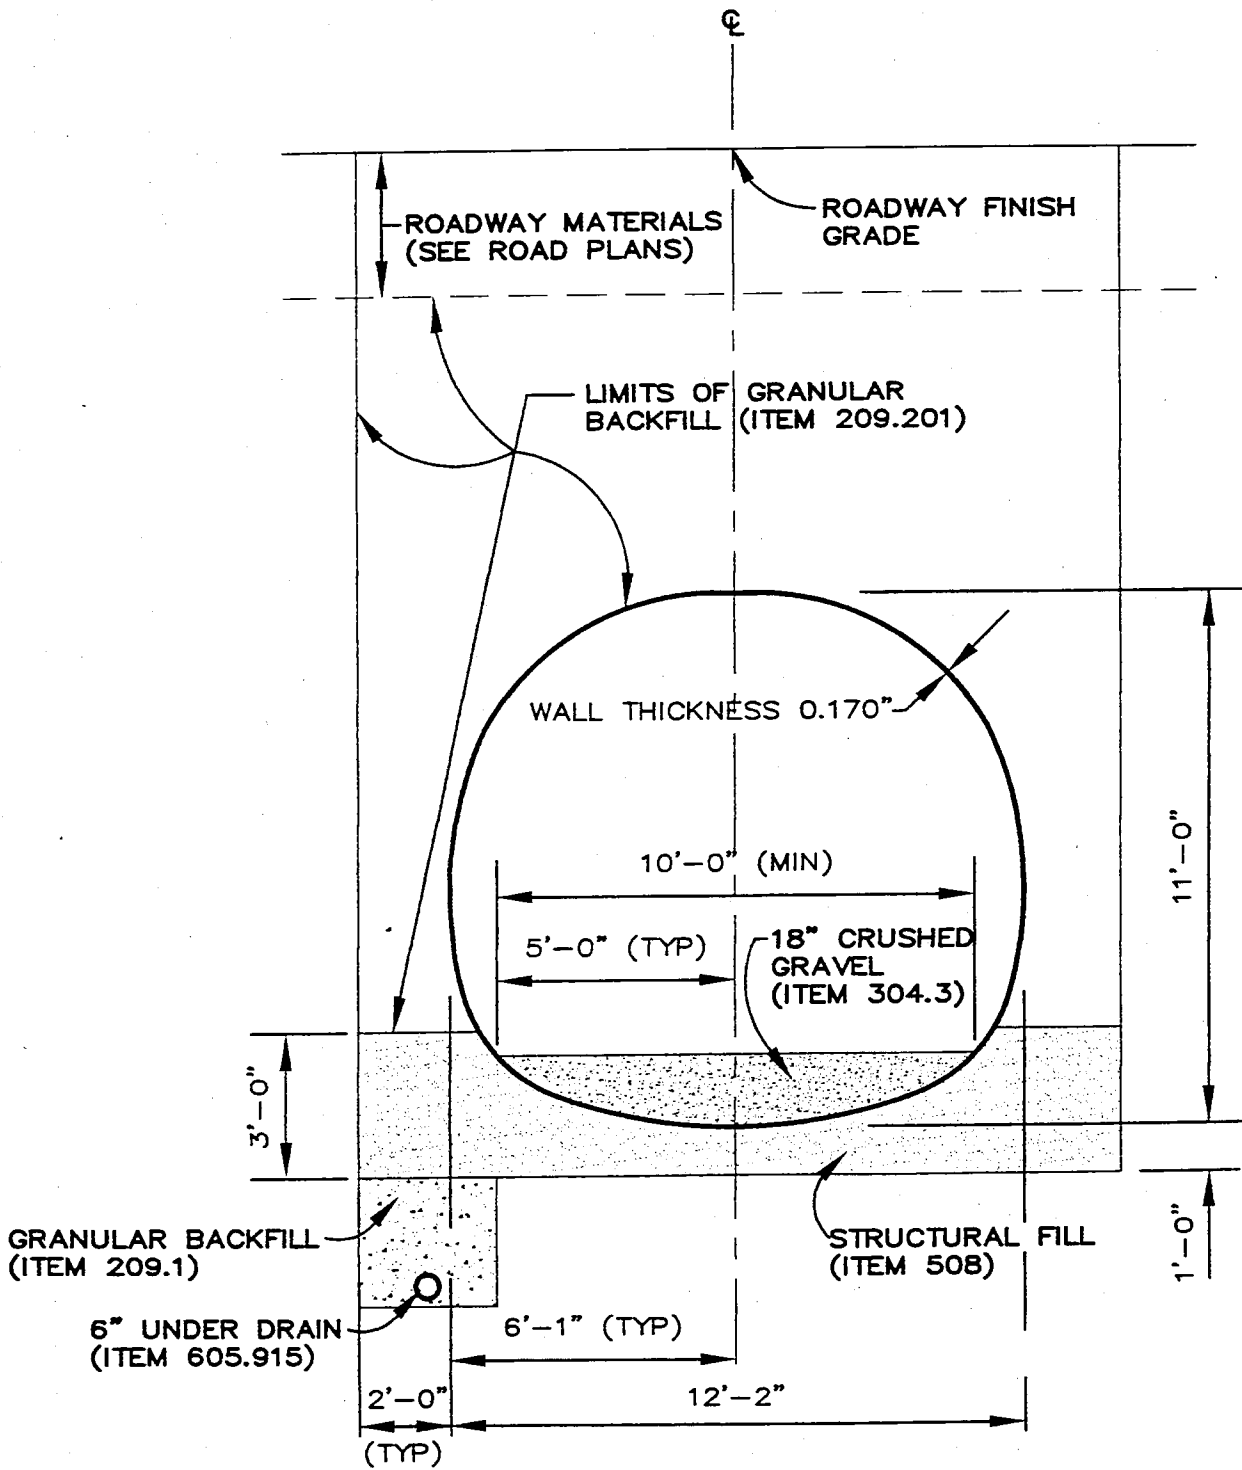 ℄
ROADWAY MATERIALS
(SEE ROAD PLANS)
ROADWAY FINISH
GRADE
LIMITS OF GRANULAR
BACKFILL (ITEM 209.201)
WALL THICKNESS 0.170"
11'-0"
10'-0" (MIN)
5'-0" (TYP)
18" CRUSHED
GRAVEL
(ITEM 304.3)
3'-0"
GRANULAR BACKFILL
(ITEM 209.1)
STRUCTURAL FILL
(ITEM 508)
1'-0"
6" UNDER DRAIN
(ITEM 605.915)
6'-1" (TYP)
2'-0"
(TYP)
12'-2"